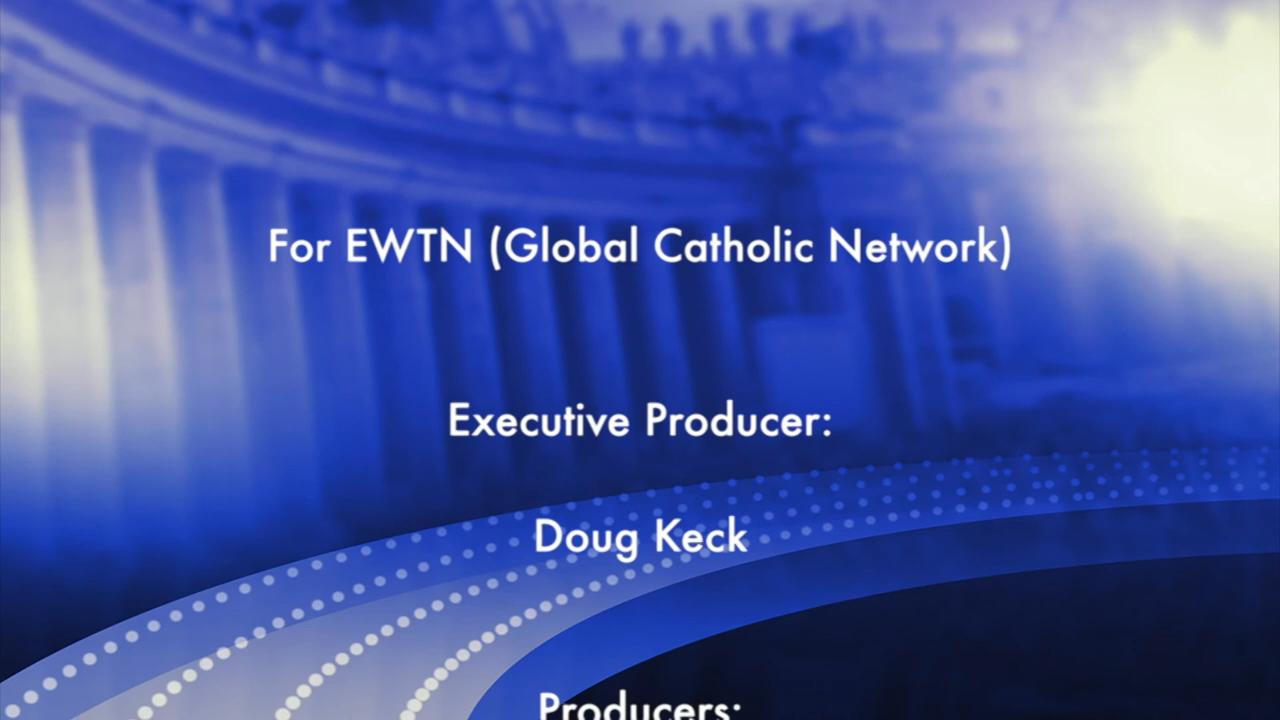 For EWTN (Global Catholic Network)
Executive Producer:
Doug Keck
Producers: